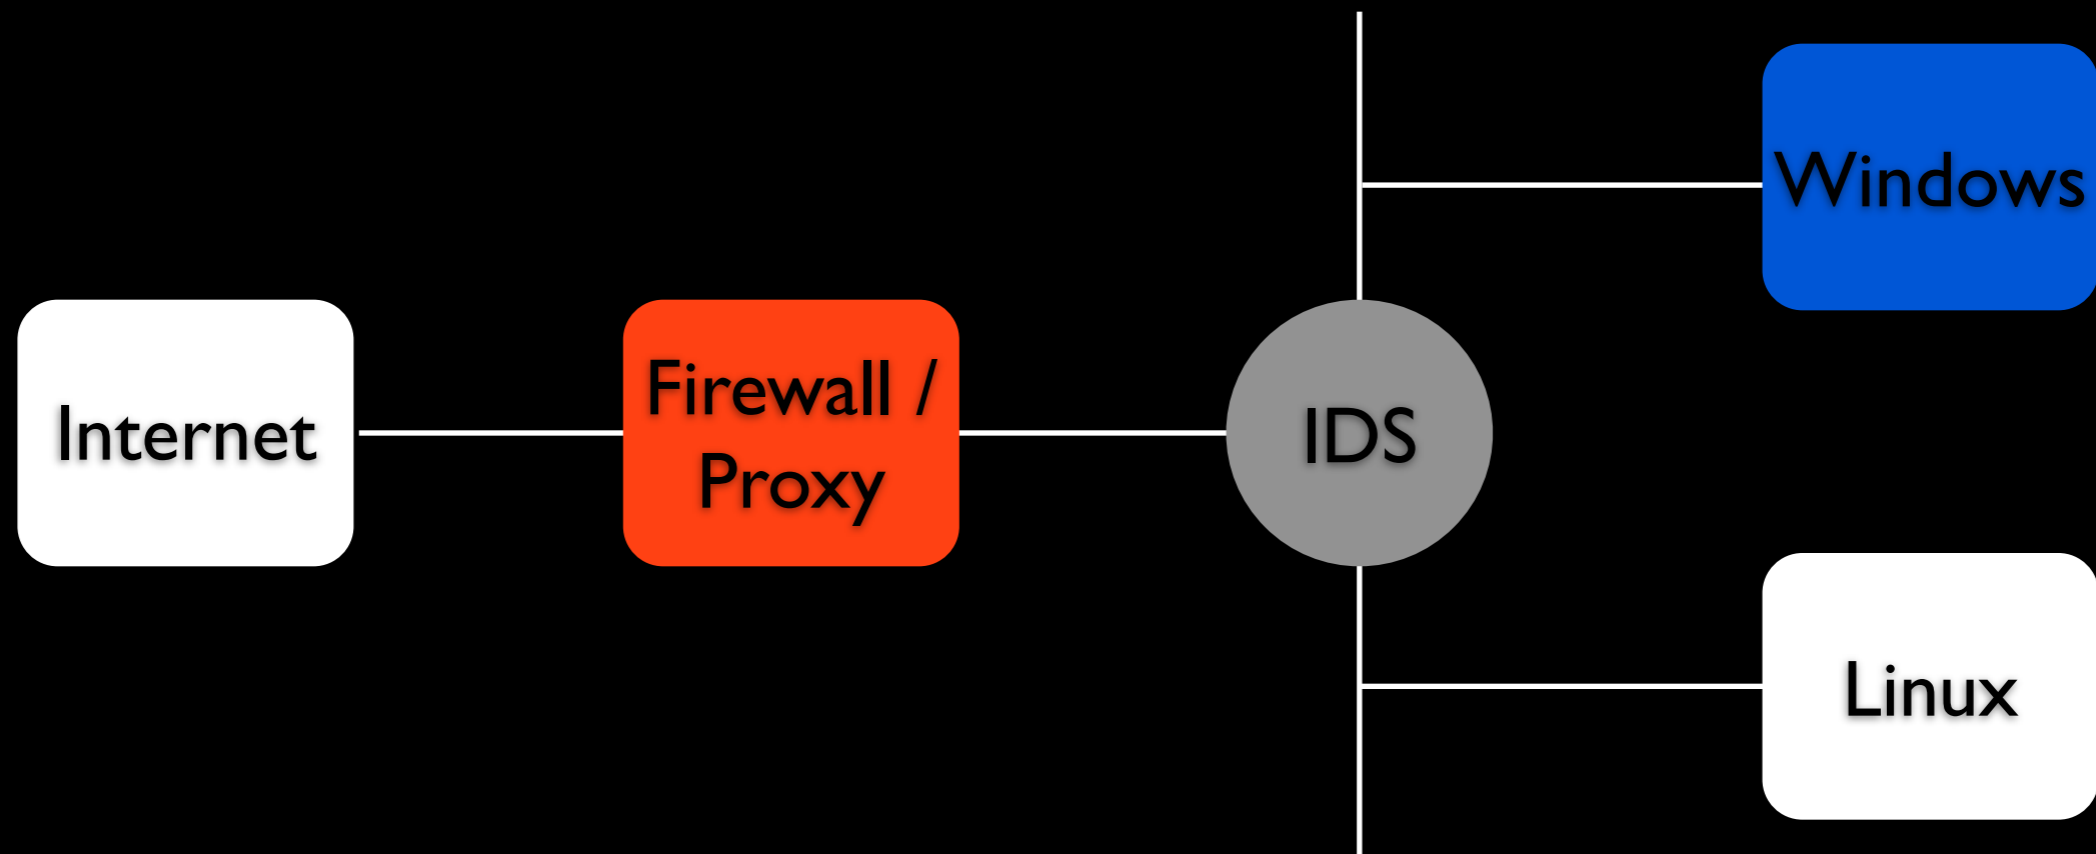 Windows
Internet
Firewall /
Proxy
IDS
Linux